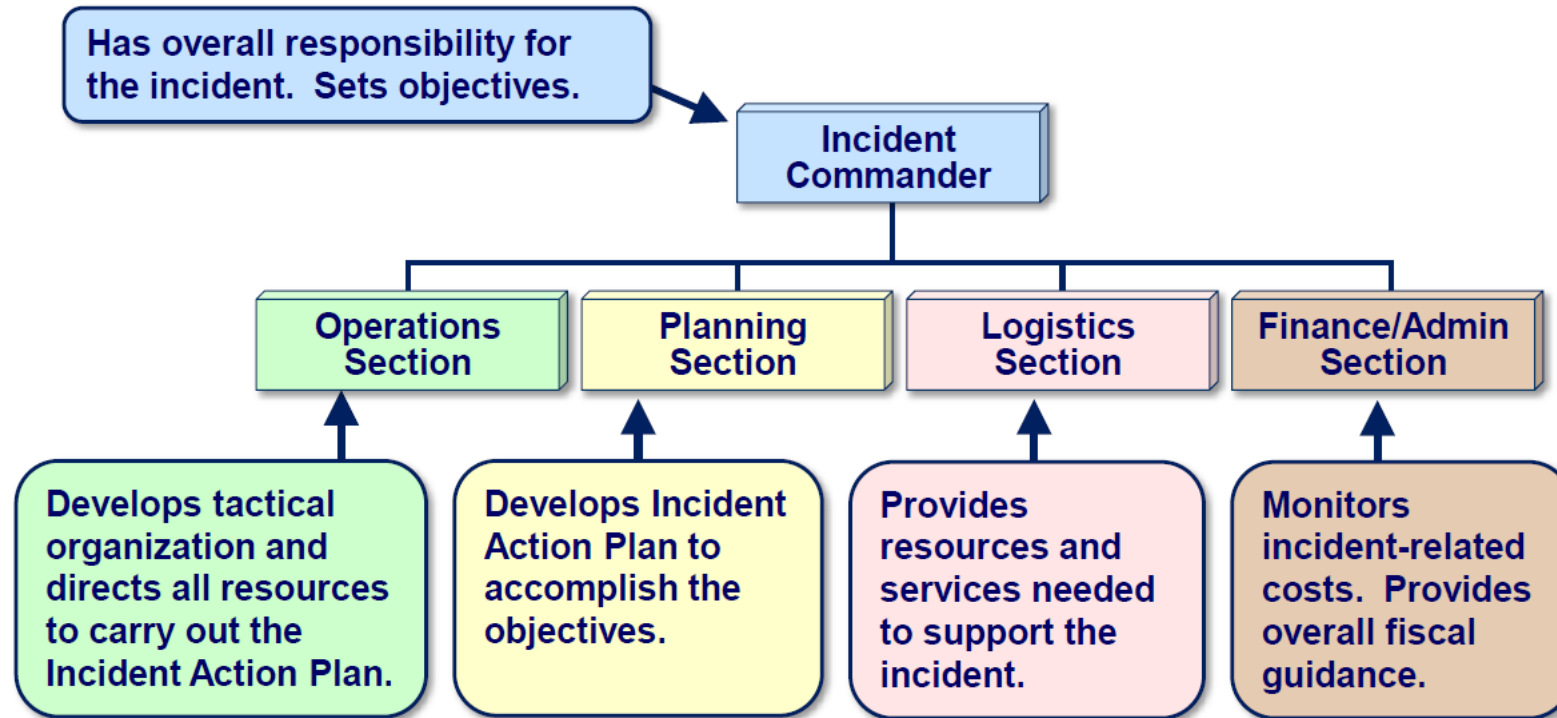 Has overall responsibility for
the incident.  Sets objectives.
Incident
Commander
Operations
Section
Planning
Section
Logistics
Section
Finance/Admin
Section
Develops tactical
organization and
directs all resources
to carry out the
Incident Action Plan.
Develops Incident
Action Plan to
accomplish the
objectives.
Provides
resources and
services needed
to support the
incident.
Monitors
incident-related
costs.  Provides
overall fiscal
guidance.